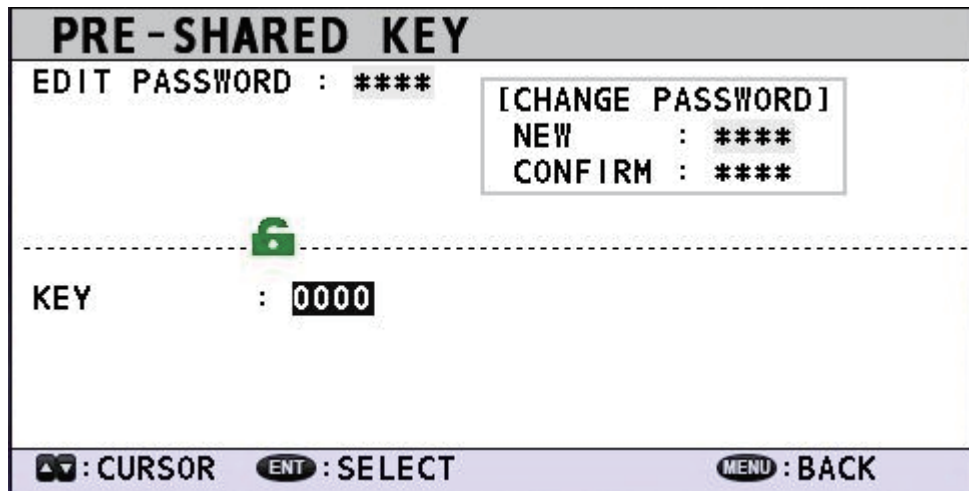 PRE-SHARED KEY
EDIT PASSWORD : ****
[CHANGE PASSWORD]
NEW : ****
CONFIRM : ****
KEY : 0000
▲▼:CURSOR ENT:SELECT MENU:BACK